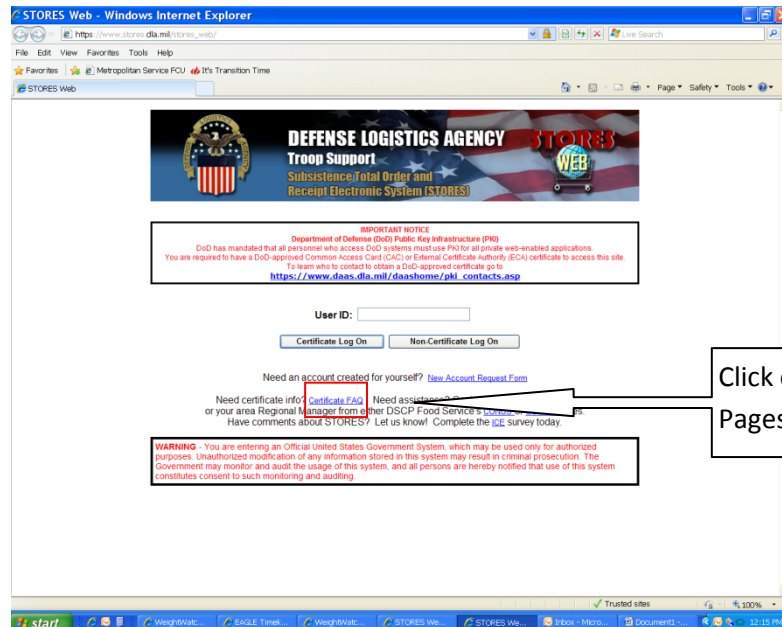 STORES Web - Windows Internet Explorer
https://www.stores.dla.mil/stores_web/
Live Search
File Edit View Favorites Tools Help
Favorites Metropolitan Service FCU It's Transition Time
STORES Web
Page Safety Tools
DEFENSE LOGISTICS AGENCY
Troop Support
Subsistence Total Order and
Receipt Electronic System (STORES)
STORES
WEB
IMPORTANT NOTICE
Department of Defense (DoD) Public Key Infrastructure (PKI)
DoD has mandated that all personnel who access DoD systems must use PKI for all private web-enabled applications.
You are required to have a DoD-approved Common Access Card (CAC) or External Certificate Authority (ECA) certificate to access this site.
To learn who to contact to obtain a DoD-approved certificate go to
https://www.daas.dla.mil/daashome/pki_contacts.asp
User ID:
Certificate Log On Non-Certificate Log On
Need an account created for yourself? New Account Request Form
Need certificate info? Certificate FAQ Need assistance?
or your area Regional Manager from either DSCP Food Service's
Have comments about STORES? Let us know! Complete the ICE survey today.
Click
Pages
WARNING - You are entering an Official United States Government System, which may be used only for authorized
purposes. Unauthorized modification of any information stored in this system may result in criminal prosecution. The
Government may monitor and audit the usage of this system, and all persons are hereby notified that use of this system
constitutes consent to such monitoring and auditing.
Trusted sites 100%
start WeightWatc... EAGLE Timek... WeightWatc... STORES We... STORES We... Inbox - Micro... Document1 -... 12:15 PM